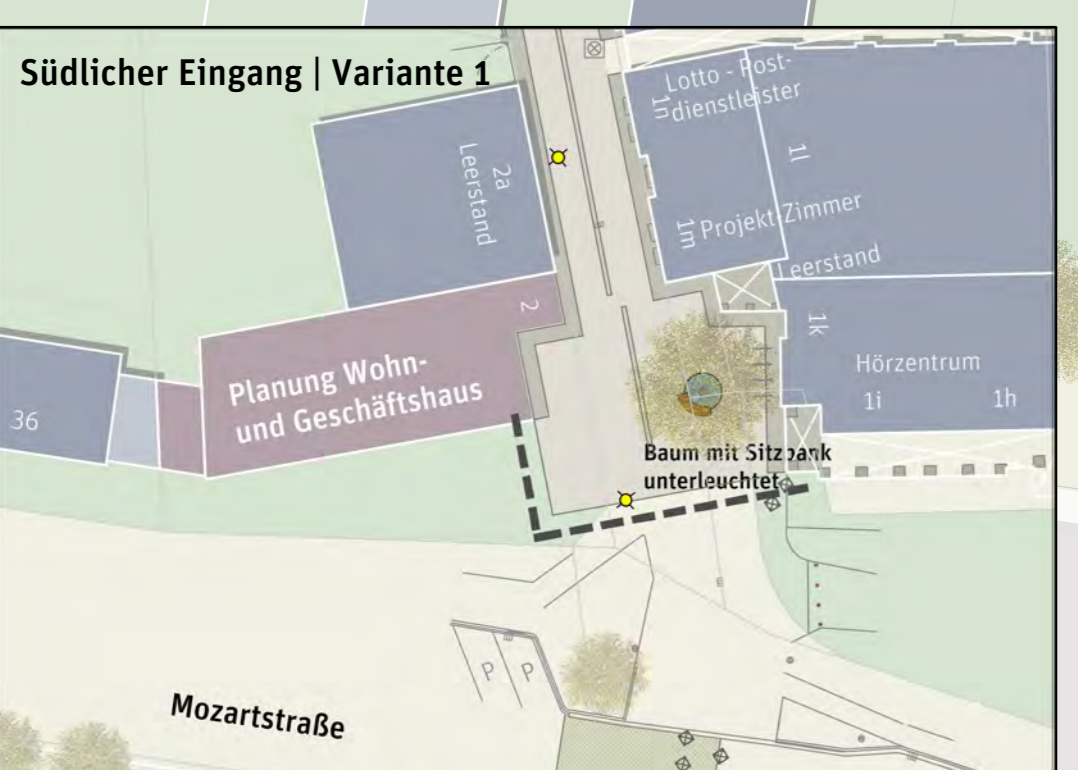 Südlicher Eingang | Variante 1
Lotto - Post-
dienstleister
1n
1l
2a
Leerstand
1m
Projekt-Zimmer
Leerstand
2
1k
Hörzentrum
1i
1h
Planung Wohn-
und Geschäftshaus
36
Baum mit Sitzbank
unterleuchtet
P
P
Mozartstraße